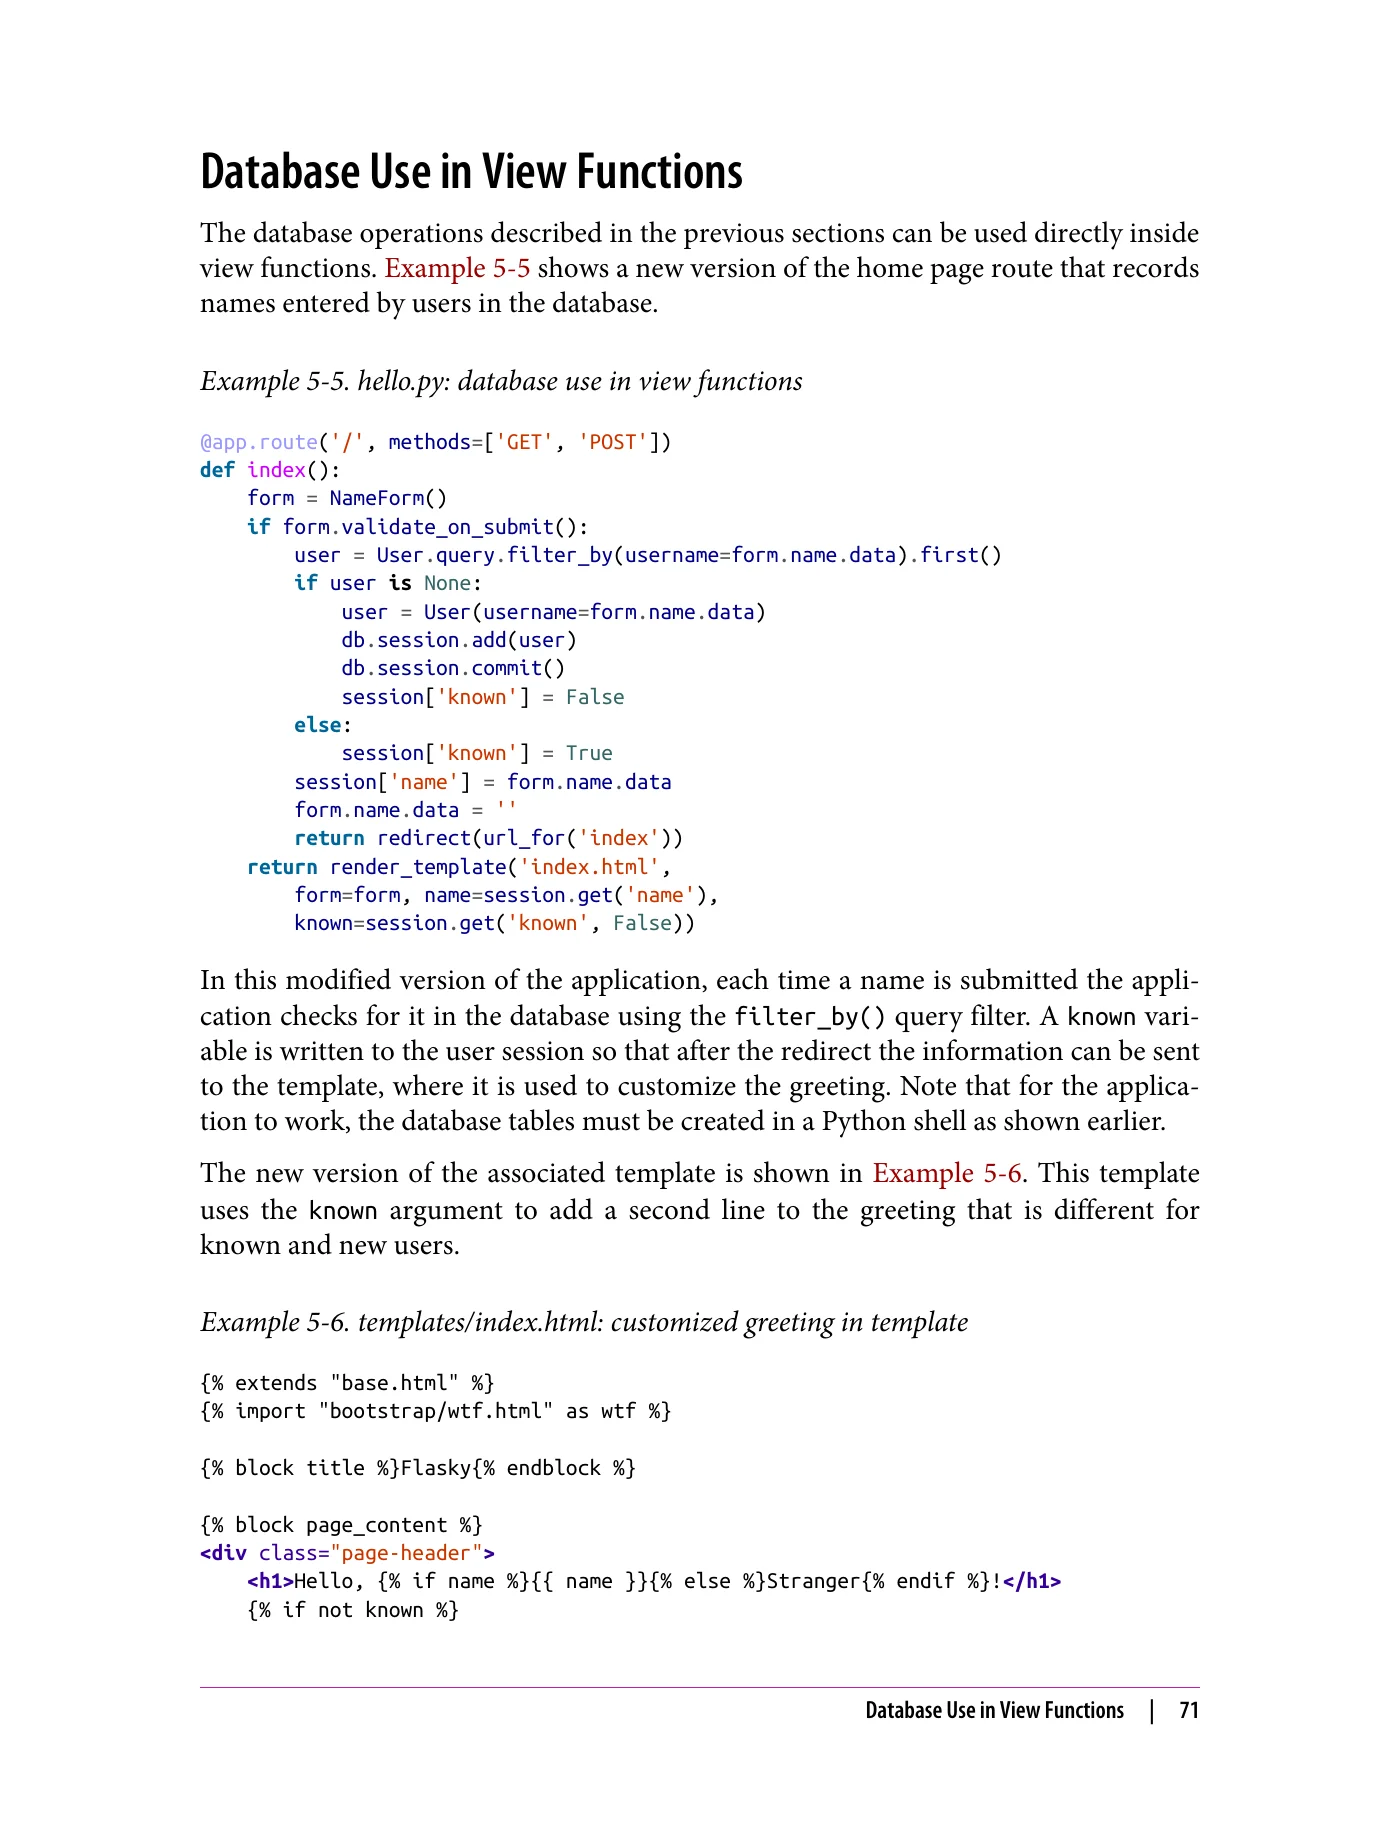 Database Use in View Functions
The database operations described in the previous sections can be used directly inside
view functions. Example 5-5 shows a new version of the home page route that records
names entered by users in the database.
Example 5-5. hello.py: database use in view functions
@app.route('/', methods=['GET', 'POST'])
def index():
    form = NameForm()
    if form.validate_on_submit():
        user = User.query.filter_by(username=form.name.data).first()
        if user is None:
            user = User(username=form.name.data)
            db.session.add(user)
            db.session.commit()
            session['known'] = False
        else:
            session['known'] = True
        session['name'] = form.name.data
        form.name.data = ''
        return redirect(url_for('index'))
    return render_template('index.html',
        form=form, name=session.get('name'),
        known=session.get('known', False))
In this modified version of the application, each time a name is submitted the appli-
cation checks for it in the database using the filter_by() query filter. A known vari-
able is written to the user session so that after the redirect the information can be sent
to the template, where it is used to customize the greeting. Note that for the applica-
tion to work, the database tables must be created in a Python shell as shown earlier.
The new version of the associated template is shown in Example 5-6. This template
uses the known argument to add a second line to the greeting that is different for
known and new users.
Example 5-6. templates/index.html: customized greeting in template
{% extends "base.html" %}
{% import "bootstrap/wtf.html" as wtf %}
{% block title %}Flasky{% endblock %}
{% block page_content %}
<div class="page-header">
    <h1>Hello, {% if name %}{{ name }}{% else %}Stranger{% endif %}!</h1>
    {% if not known %}
Database Use in View Functions | 71